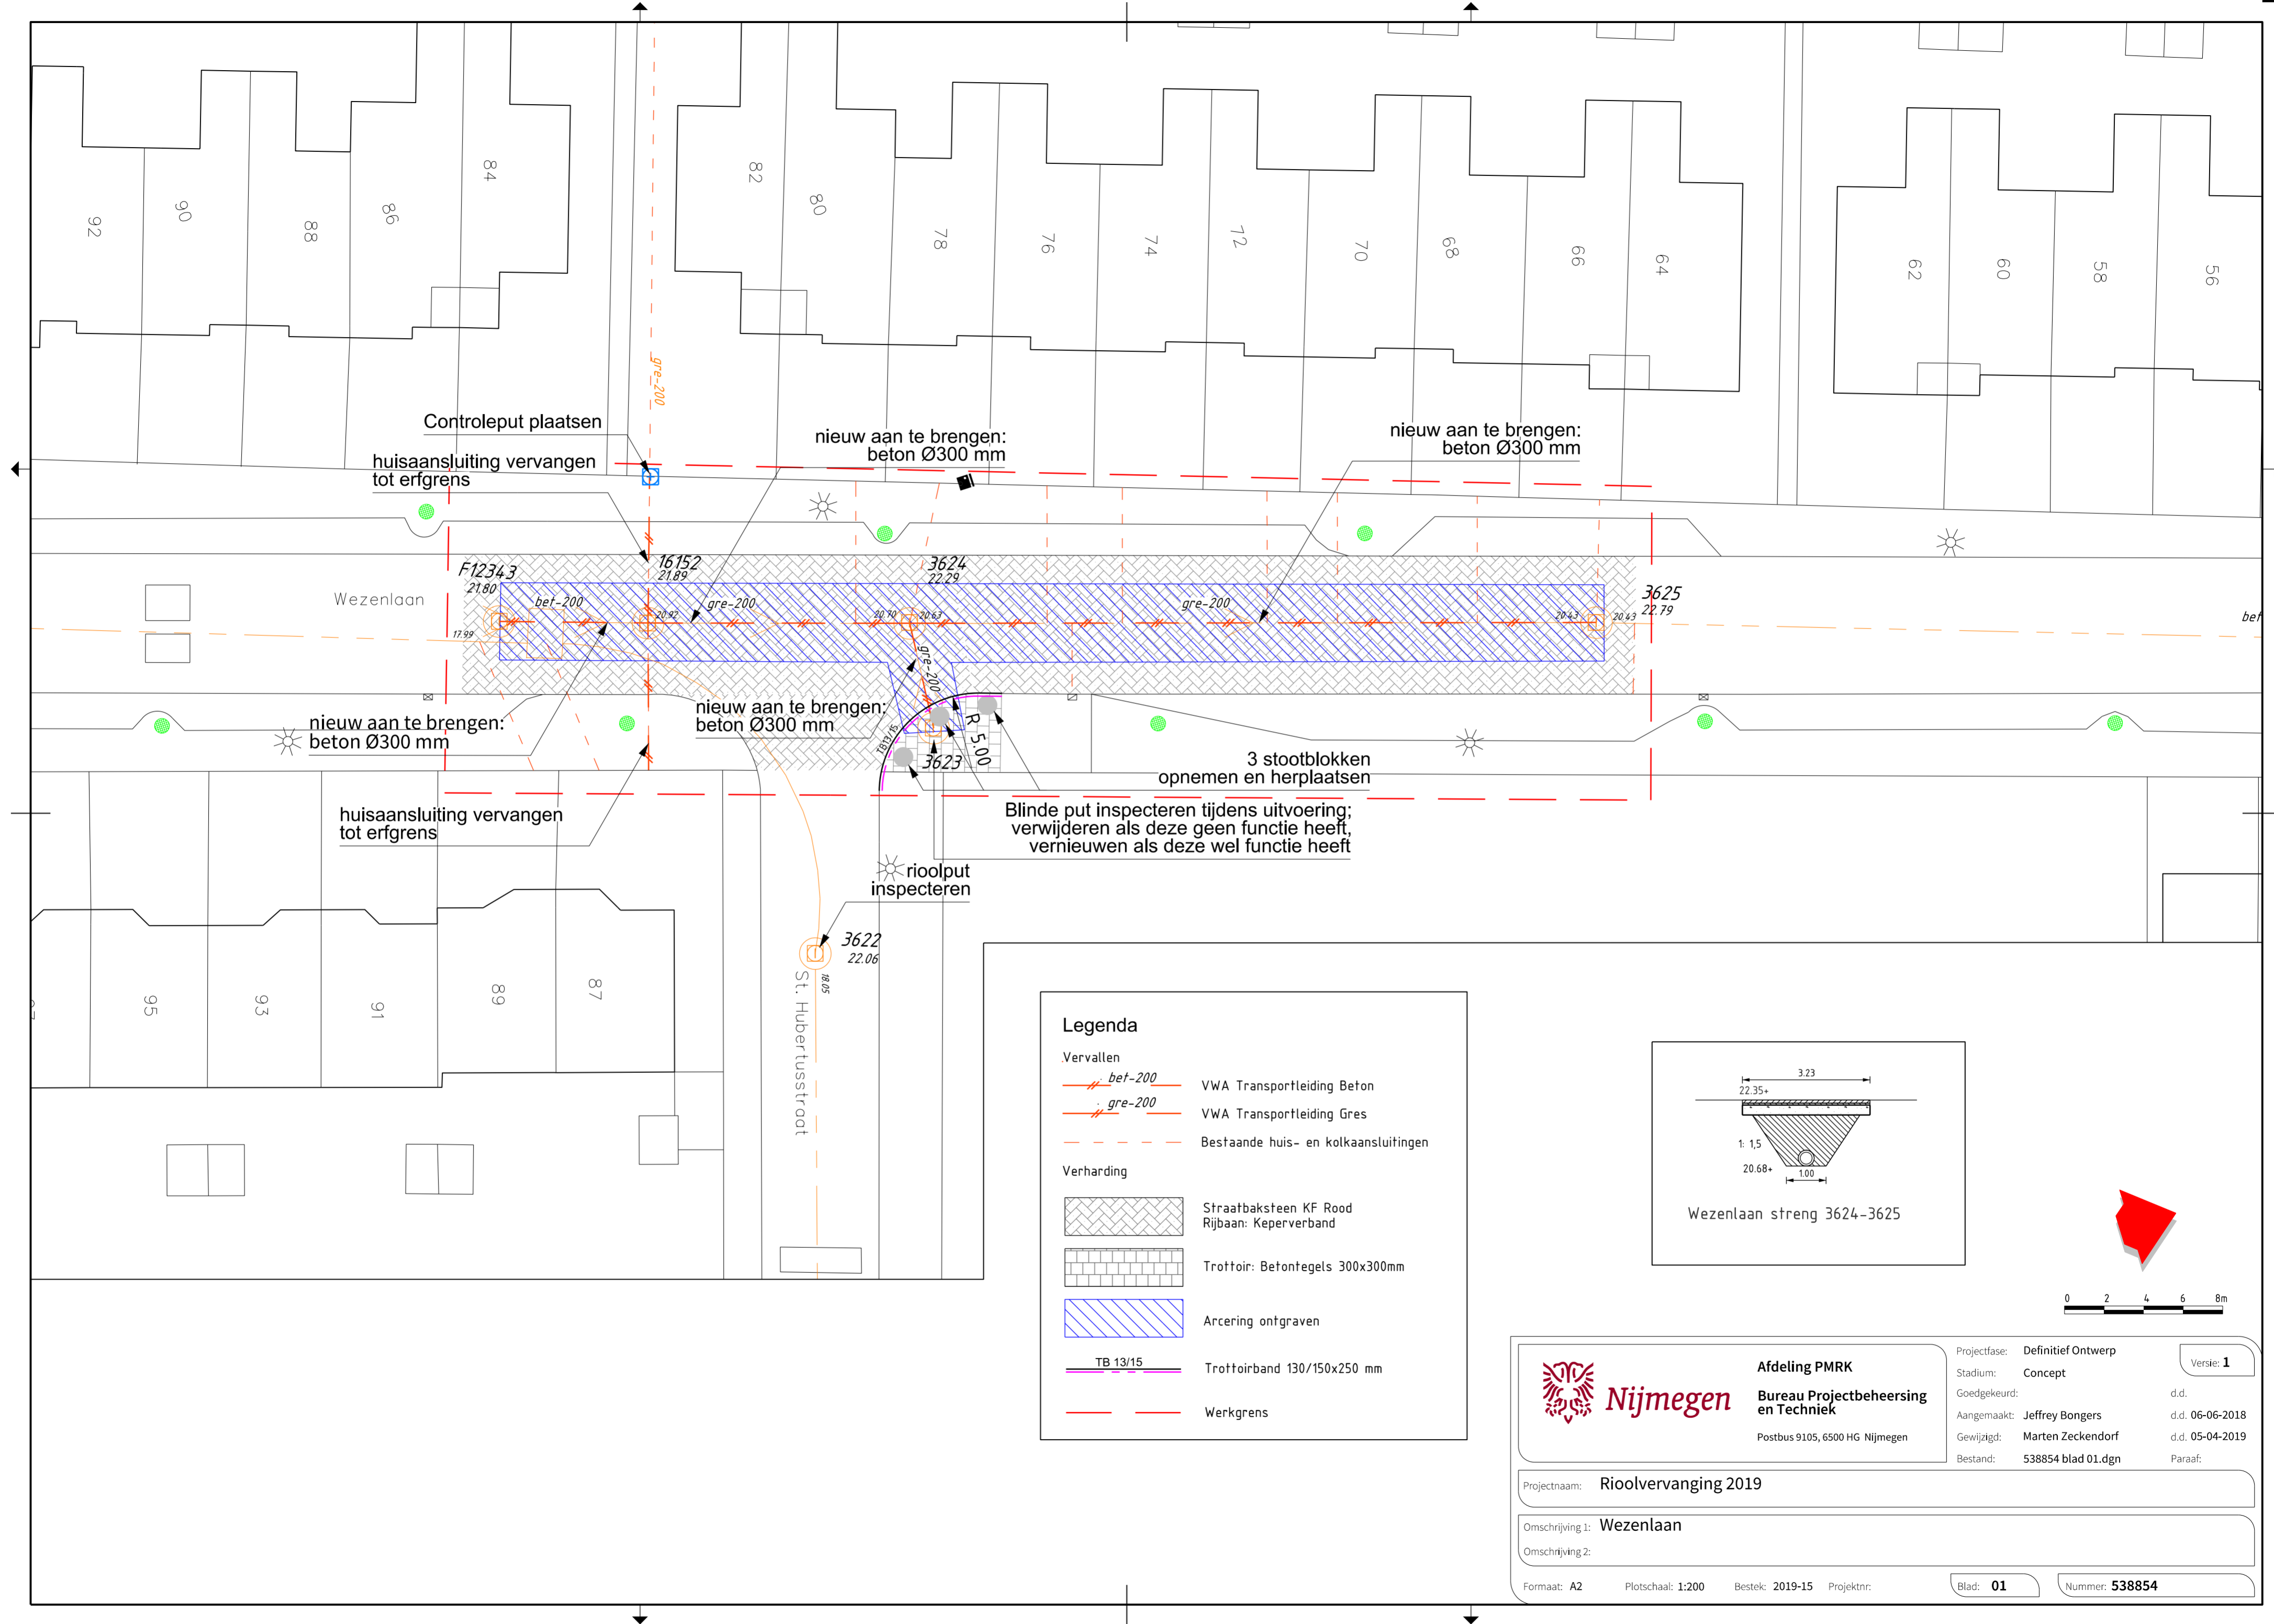 92
90
88
86
84
82
80
78
76
74
72
70
68
66
64
62
60
58
56
gre-200
Controleput plaatsen
huisaansluiting vervangen
tot erfgrens
nieuw aan te brengen:
beton Ø300 mm
nieuw aan te brengen:
beton Ø300 mm
F12343
21.80
16152
21.89
3624
22.29
3625
22.79
Wezenlaan
bet-200
gre-200
gre-200
17.99
20.92
20.70
20.63
20.43
20.43
bet
gre-200
nieuw aan te brengen:
beton Ø300 mm
nieuw aan te brengen:
beton Ø300 mm
TB13/15
R 5.00
3623
3 stootblokken
opnemen en herplaatsen
huisaansluiting vervangen
tot erfgrens
Blinde put inspecteren tijdens uitvoering;
verwijderen als deze geen functie heeft,
vernieuwen als deze wel functie heeft
rioolput
inspecteren
3622
22.06
18.05
St. Hubertusstraat
95
93
91
89
87
Legenda
Vervallen
bet-200
VWA Transportleiding Beton
gre-200
VWA Transportleiding Gres
Bestaande huis- en kolkaansluitingen
Verharding
Straatbaksteen KF Rood
Rijbaan: Keperverband
Trottoir: Betontegels 300x300mm
Arcering ontgraven
TB 13/15
Trottoirband 130/150x250 mm
Werkgrens
3.23
22.35+
1: 1,5
20.68+
1.00
Wezenlaan streng 3624-3625
0 2 4 6 8m
Nijmegen
Afdeling PMRK
Bureau Projectbeheersing
en Techniek
Postbus 9105, 6500 HG Nijmegen
Projectfase: Definitief Ontwerp
Versie: 1
Stadium: Concept
Goedgekeurd: d.d.
Aangemaakt: Jeffrey Bongers d.d. 06-06-2018
Gewijzigd: Marten Zeckendorf d.d. 05-04-2019
Bestand: 538854 blad 01.dgn Paraaf:
Projectnaam: Rioolvervanging 2019
Omschrijving 1: Wezenlaan
Omschrijving 2:
Formaat: A2 Plotschaal: 1:200 Bestek: 2019-15 Projektnr: Blad: 01 Nummer: 538854